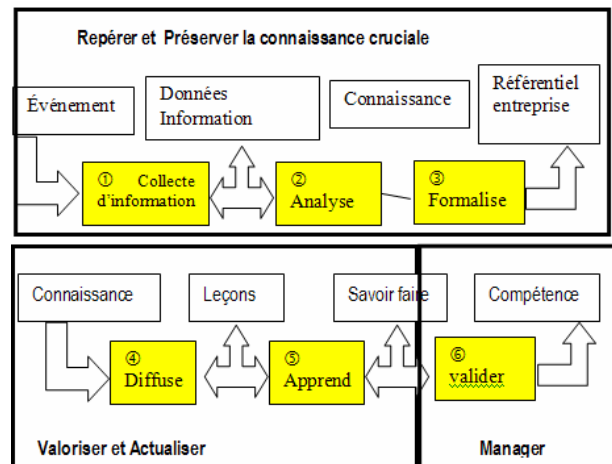 Repérer et Préserver la connaissance cruciale
Événement
Données
Information
Connaissance
Référentiel
entreprise
① Collecte
d'information
②
Analyse
③
Formalise
Connaissance
Leçons
Savoir faire
Compétence
④
Diffuse
⑤
Apprend
⑥
valider
Valoriser et Actualiser
Manager